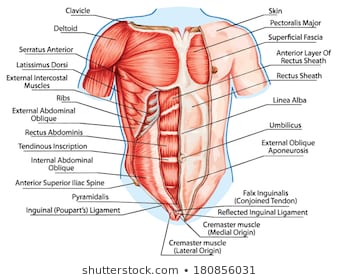 Clavicle
Deltoid
Serratus Anterior
Latissimus Dorsi
External Intercostal
Muscles
Ribs
External Abdominal
Oblique
Rectus Abdominis
Tendinous Inscription
Internal Abdominal
Oblique
Anterior Superior Iliac Spine
Pyramidalis
Inguinal (Poupart's) Ligament
Skin
Pectoralis Major
Superficial Fascia
Anterior Layer Of
Rectus Sheath
Rectus Sheath
Linea Alba
Umbilicus
External Oblique
Aponeurosis
Falx Inguinalis
(Conjoined Tendon)
Reflected Inguinal Ligament
Cremaster muscle
(Medial Origin)
Cremaster muscle
(Lateral Origin)
shutterstock.com • 180856031